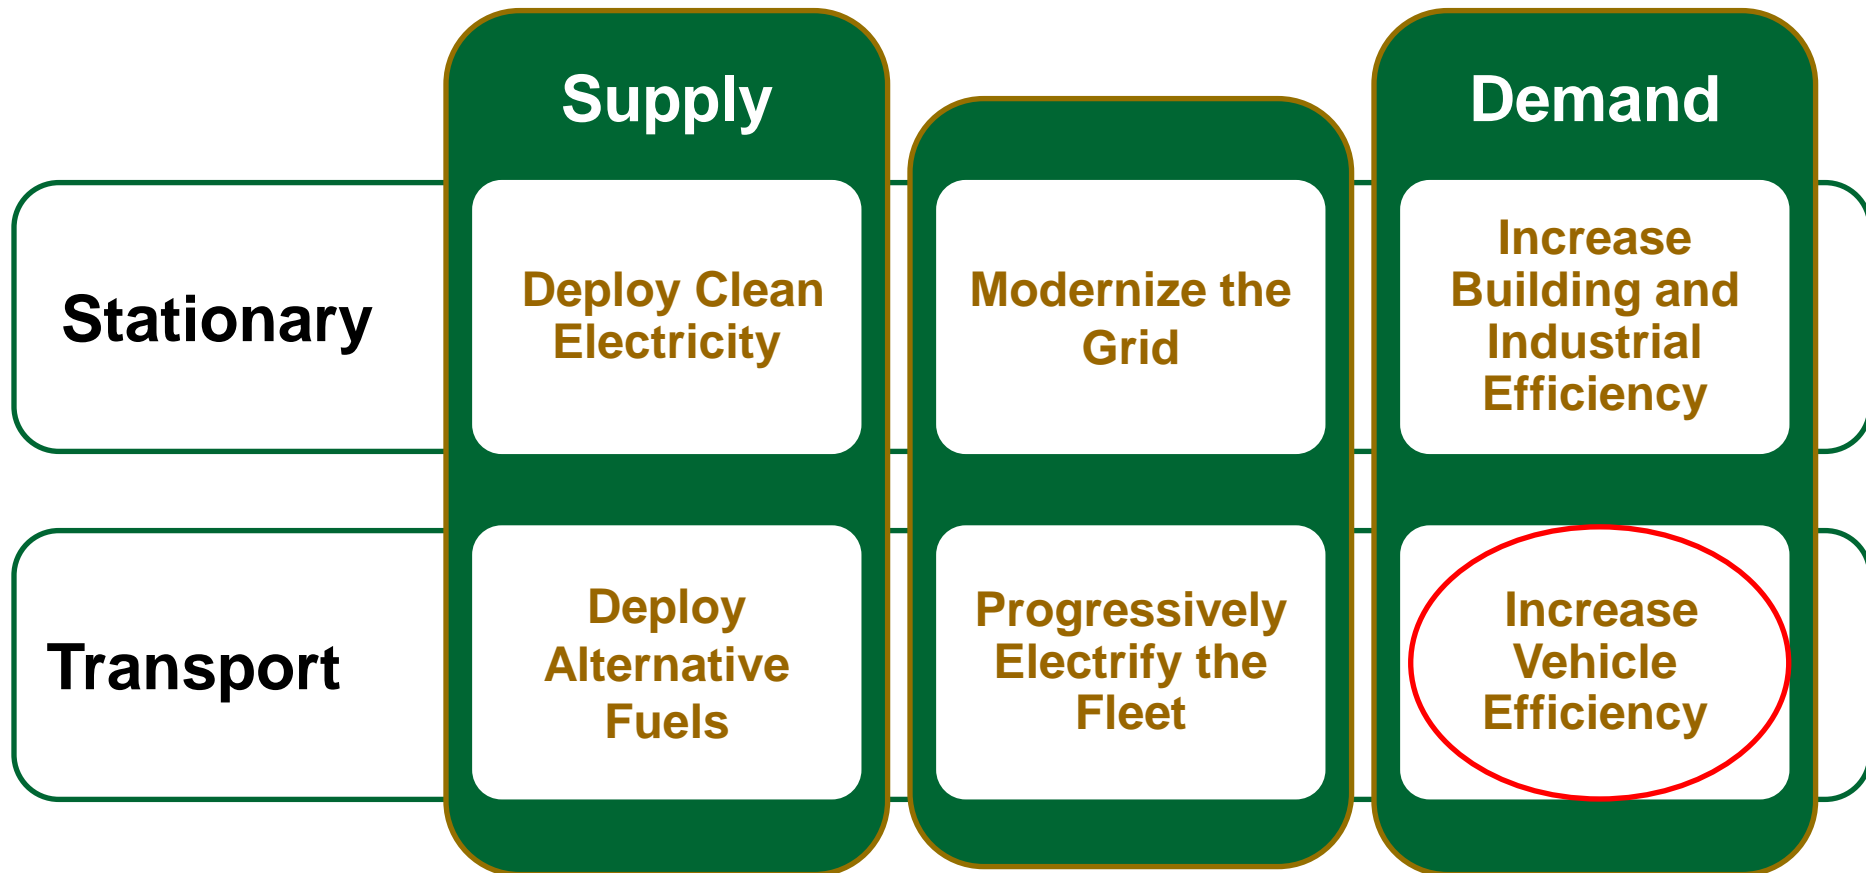 Supply
Demand
Stationary
Deploy Clean
Electricity
Modernize the
Grid
Increase
Building and
Industrial
Efficiency
Transport
Deploy
Alternative
Fuels
Progressively
Electrify the
Fleet
Increase
Vehicle
Efficiency